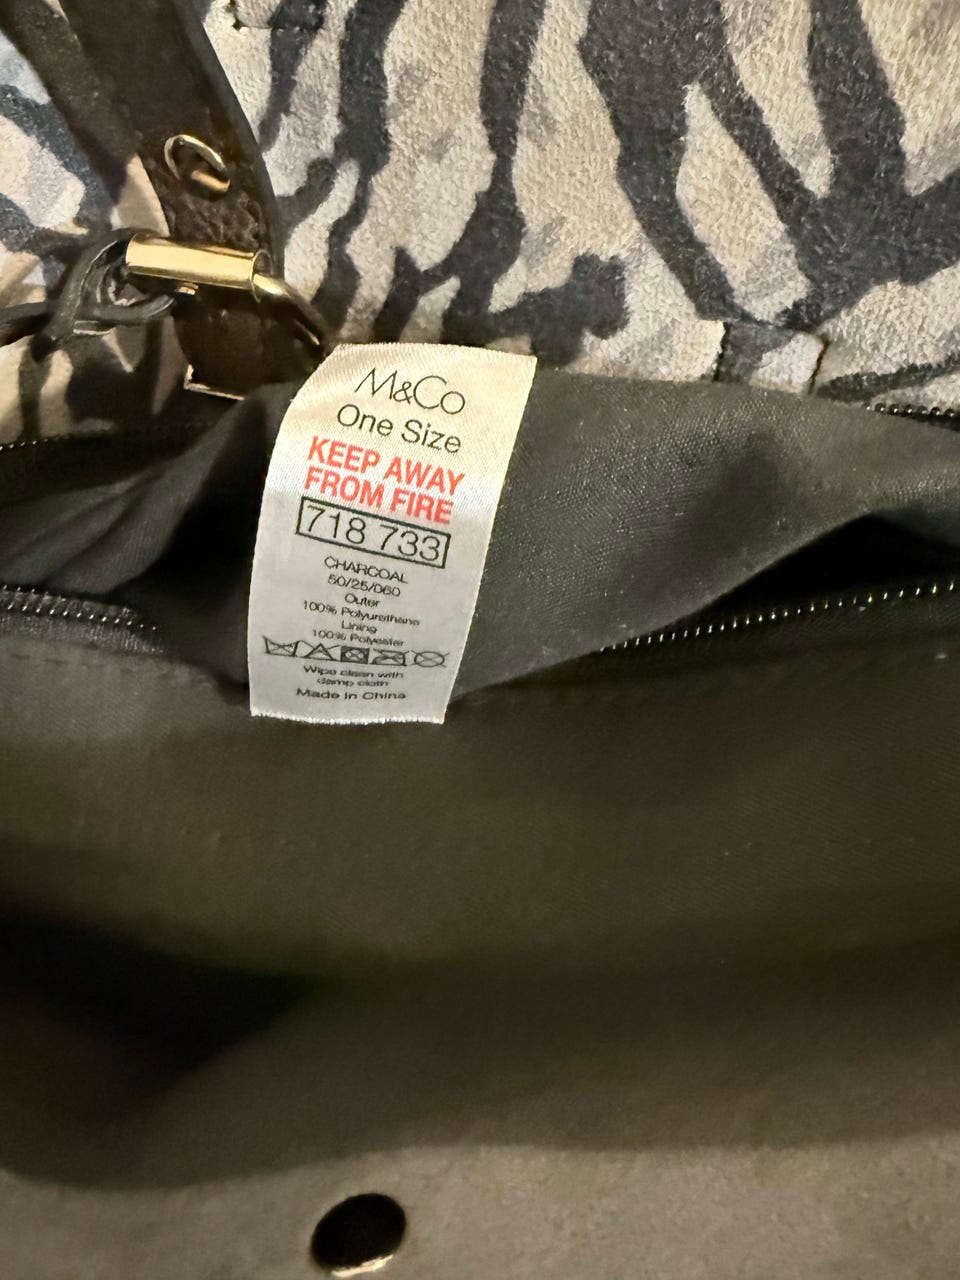 M&Co
One Size
KEEP AWAY
FROM FIRE
718 733
CHARCOAL
50/25/060
Outer
100% Polyurethane
Lining
100% Polyester
Wipe clean with
damp cloth
Made in China